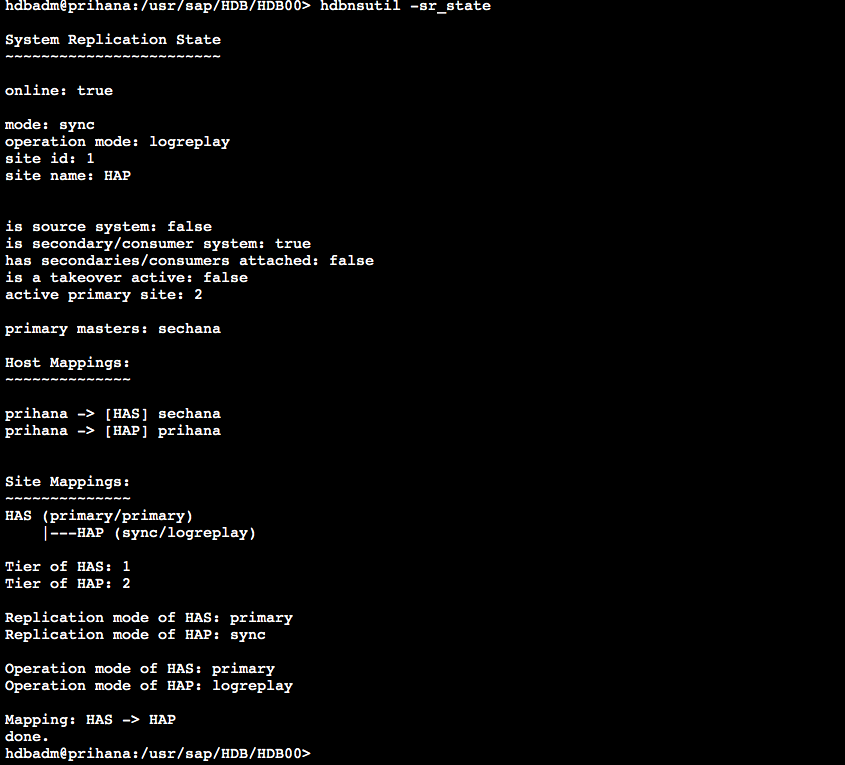 hdbadm@prihana:/usr/sap/HDB/HDB00> hdbnsutil -sr_state
System Replication State
~~~~~~~~~~~~~~~~~~~~~~~~
online: true
mode: sync
operation mode: logreplay
site id: 1
site name: HAP
is source system: false
is secondary/consumer system: true
has secondaries/consumers attached: false
is a takeover active: false
active primary site: 2
primary masters: sechana
Host Mappings:
~~~~~~~~~~~~~~
prihana -> [HAS] sechana
prihana -> [HAP] prihana
Site Mappings:
~~~~~~~~~~~~~~
HAS (primary/primary)
    |---HAP (sync/logreplay)
Tier of HAS: 1
Tier of HAP: 2
Replication mode of HAS: primary
Replication mode of HAP: sync
Operation mode of HAS: primary
Operation mode of HAP: logreplay
Mapping: HAS -> HAP
done.
hdbadm@prihana:/usr/sap/HDB/HDB00>